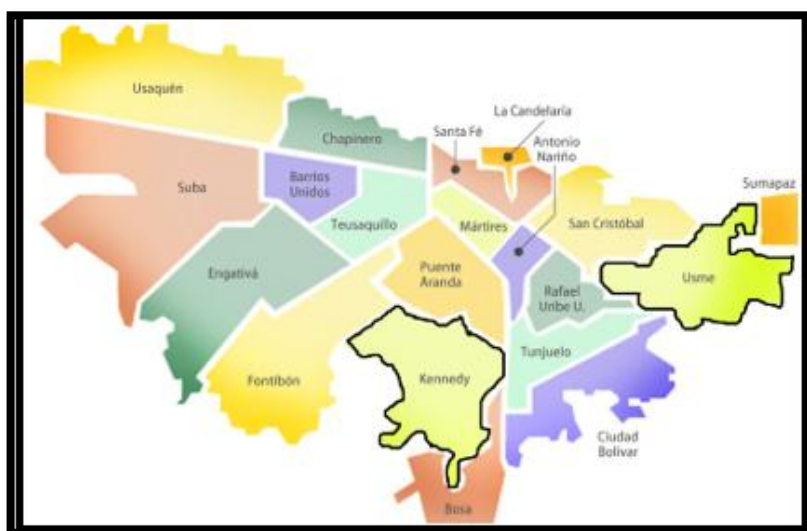 Usaquén
La Candelaría
Chapinero
Santa Fé
Antonio
Nariño
Suba
Barrios
Unidos
Sumapaz
Teusaquillo
Mártires
San Cristóbal
Engativá
Puente
Aranda
Usme
Rafael
Uribe U.
Fontibón
Kennedy
Tunjuelo
Ciudad
Bolívar
Bosa